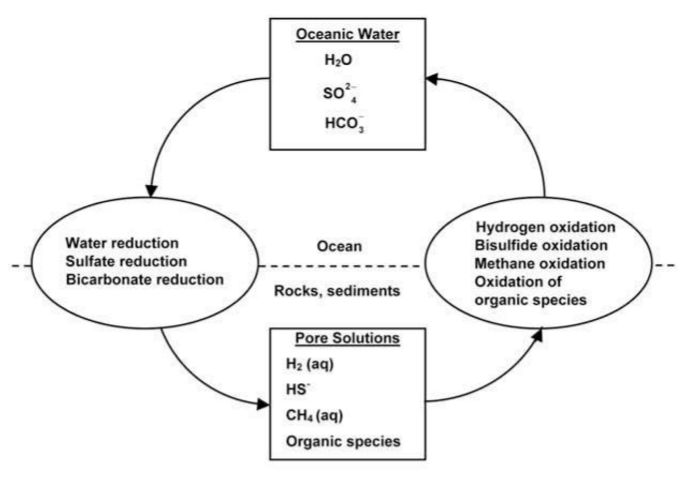 Oceanic Water
H₂O
SO₄²⁻
HCO₃⁻
Water reduction
Sulfate reduction
Bicarbonate reduction
Ocean
Rocks, sediments
Hydrogen oxidation
Bisulfide oxidation
Methane oxidation
Oxidation of
organic species
Pore Solutions
H₂ (aq)
HS⁻
CH₄ (aq)
Organic species